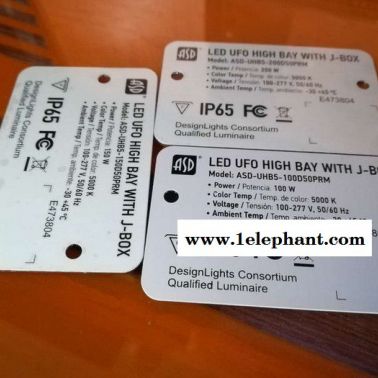 ASD LED UFO HIGH BAY WITH J-BOX
Model: ASD-UHB5-200D50PRM
• Power / Potencia: 200 W
• Color Temp / Temp. de color: 5000 K
• Voltage / Tensión: 100-277 V, 50/60 Hz
• Ambient Temp / Temp. ambiente: -30 +45 °C
IP65 FC
E473804
DesignLights Consortium
Qualified Luminaire
ASD LED UFO HIGH BAY WITH J-BOX
Model: ASD-UHB5-150D50PRM
• Power / Potencia: 150 W
• Color Temp / Temp. de color: 5000 K
• Voltage / Tensión: 100-277 V, 50/60 Hz
• Ambient Temp / Temp. ambiente: -30 +45 °C
IP65 FC
E473804
DesignLights Consortium
Qualified Luminaire
ASD LED UFO HIGH BAY WITH J-BOX
Model: ASD-UHB5-100D50PRM
• Power / Potencia: 100 W
• Color Temp / Temp. de color: 5000 K
• Voltage / Tensión: 100-277 V, 50/60 Hz
• Ambient Temp / Temp. ambiente: -30 +45 °C
www.1elephant.com
DesignLights Consortium
Qualified Luminaire